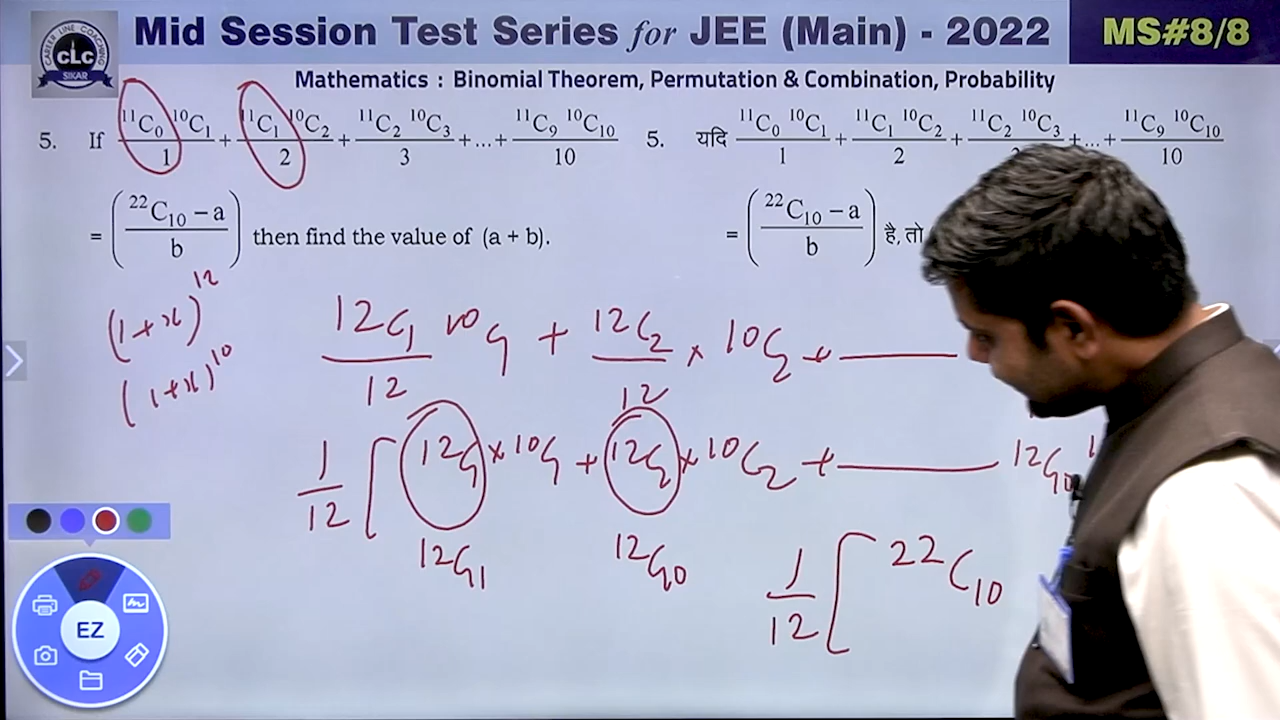 Mid Session Test Series for JEE (Main) - 2022
MS#8/8
CAREER LINE COACHING
CLC
SIKAR
Mathematics : Binomial Theorem, Permutation & Combination, Probability
5. If ¹¹C₀ ¹⁰C₁ / 1 + ¹¹C₁ ¹⁰C₂ / 2 + ¹¹C₂ ¹⁰C₃ / 3 + ... + ¹¹C₉ ¹⁰C₁₀ / 10
= (²²C₁₀ – a / b) then find the value of (a + b).
5. यदि ¹¹C₀ ¹⁰C₁ / 1 + ¹¹C₁ ¹⁰C₂ / 2 + ¹¹C₂ ¹⁰C₃ + ... + ¹¹C₉ ¹⁰C₁₀ / 10
= (²²C₁₀ – a / b) है, तो
(1+x)¹²
(1+x)¹⁰
12C₁ / 12 10C₁ + 12C₂ / 12 × 10C₂ +
1/12 [ 12C₁ × 10C₁ + 12C₂ × 10C₂ + 12C₁₀
12C₁₁ 12C₁₀
1/12 [ 22C₁₀
EZ